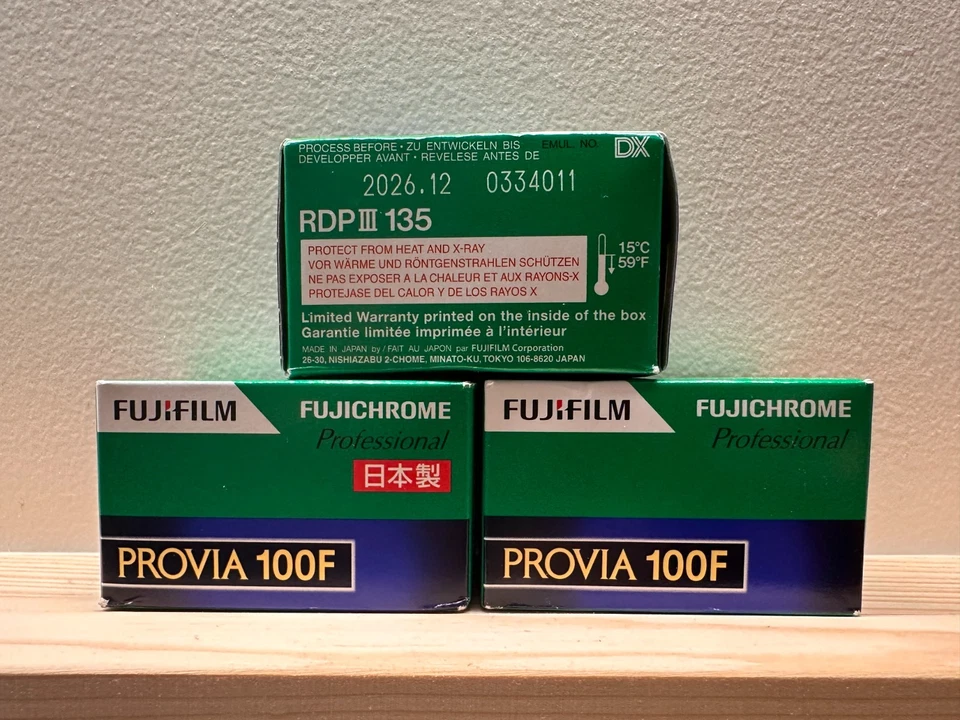 PROCESS BEFORE · ZU ENTWICKELN BIS EMUL. NO. DX
DEVELOPPER AVANT · REVELESE ANTES DE
2026.12 0334011
RDPⅢ 135
PROTECT FROM HEAT AND X-RAY
VOR WÄRME UND RÖNTGENSTRAHLEN SCHÜTZEN
NE PAS EXPOSER A LA CHALEUR ET AUX RAYONS-X
PROTEJASE DEL CALOR Y DE LOS RAYOS X
15°C
59°F
Limited Warranty printed on the inside of the box
Garantie limitée imprimée à l'intérieur
MADE IN JAPAN by / FAIT AU JAPON par FUJIFILM Corporation
26-30, NISHIAZABU 2-CHOME, MINATO-KU, TOKYO 106-8620 JAPAN
FUJIFILM FUJICHROME
Professional
日本製
PROVIA 100F
FUJIFILM FUJICHROME
Professional
PROVIA 100F